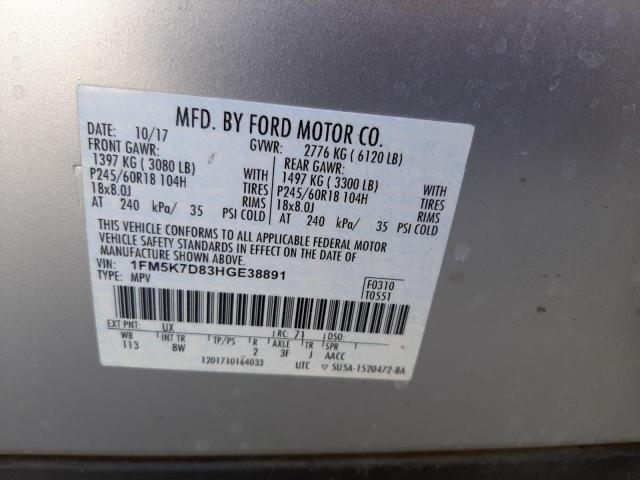 MFD. BY FORD MOTOR CO.
DATE: 10/17 GVWR: 2776 KG ( 6120 LB)
FRONT GAWR: REAR GAWR:
1397 KG ( 3080 LB) WITH 1497 KG ( 3300 LB) WITH
P245/60R18 104H TIRES P245/60R18 104H TIRES
18x8.0J RIMS 18x8.0J RIMS
AT 240 kPa/ 35 PSI COLD AT 240 kPa/ 35 PSI COLD
THIS VEHICLE CONFORMS TO ALL APPLICABLE FEDERAL MOTOR
VEHICLE SAFETY STANDARDS IN EFFECT ON THE DATE OF
MANUFACTURE SHOWN ABOVE.
VIN: 1FM5K7D83HGE38891
TYPE: MPV
F0310
T0551
EXT PNT: UX RC: 71 DSO:
WB INT TR TP/PS R AXLE TR SPR
113 BW 2 3F J AACC
1201710164033 UTC ▽ 5U5A-1520472-BA